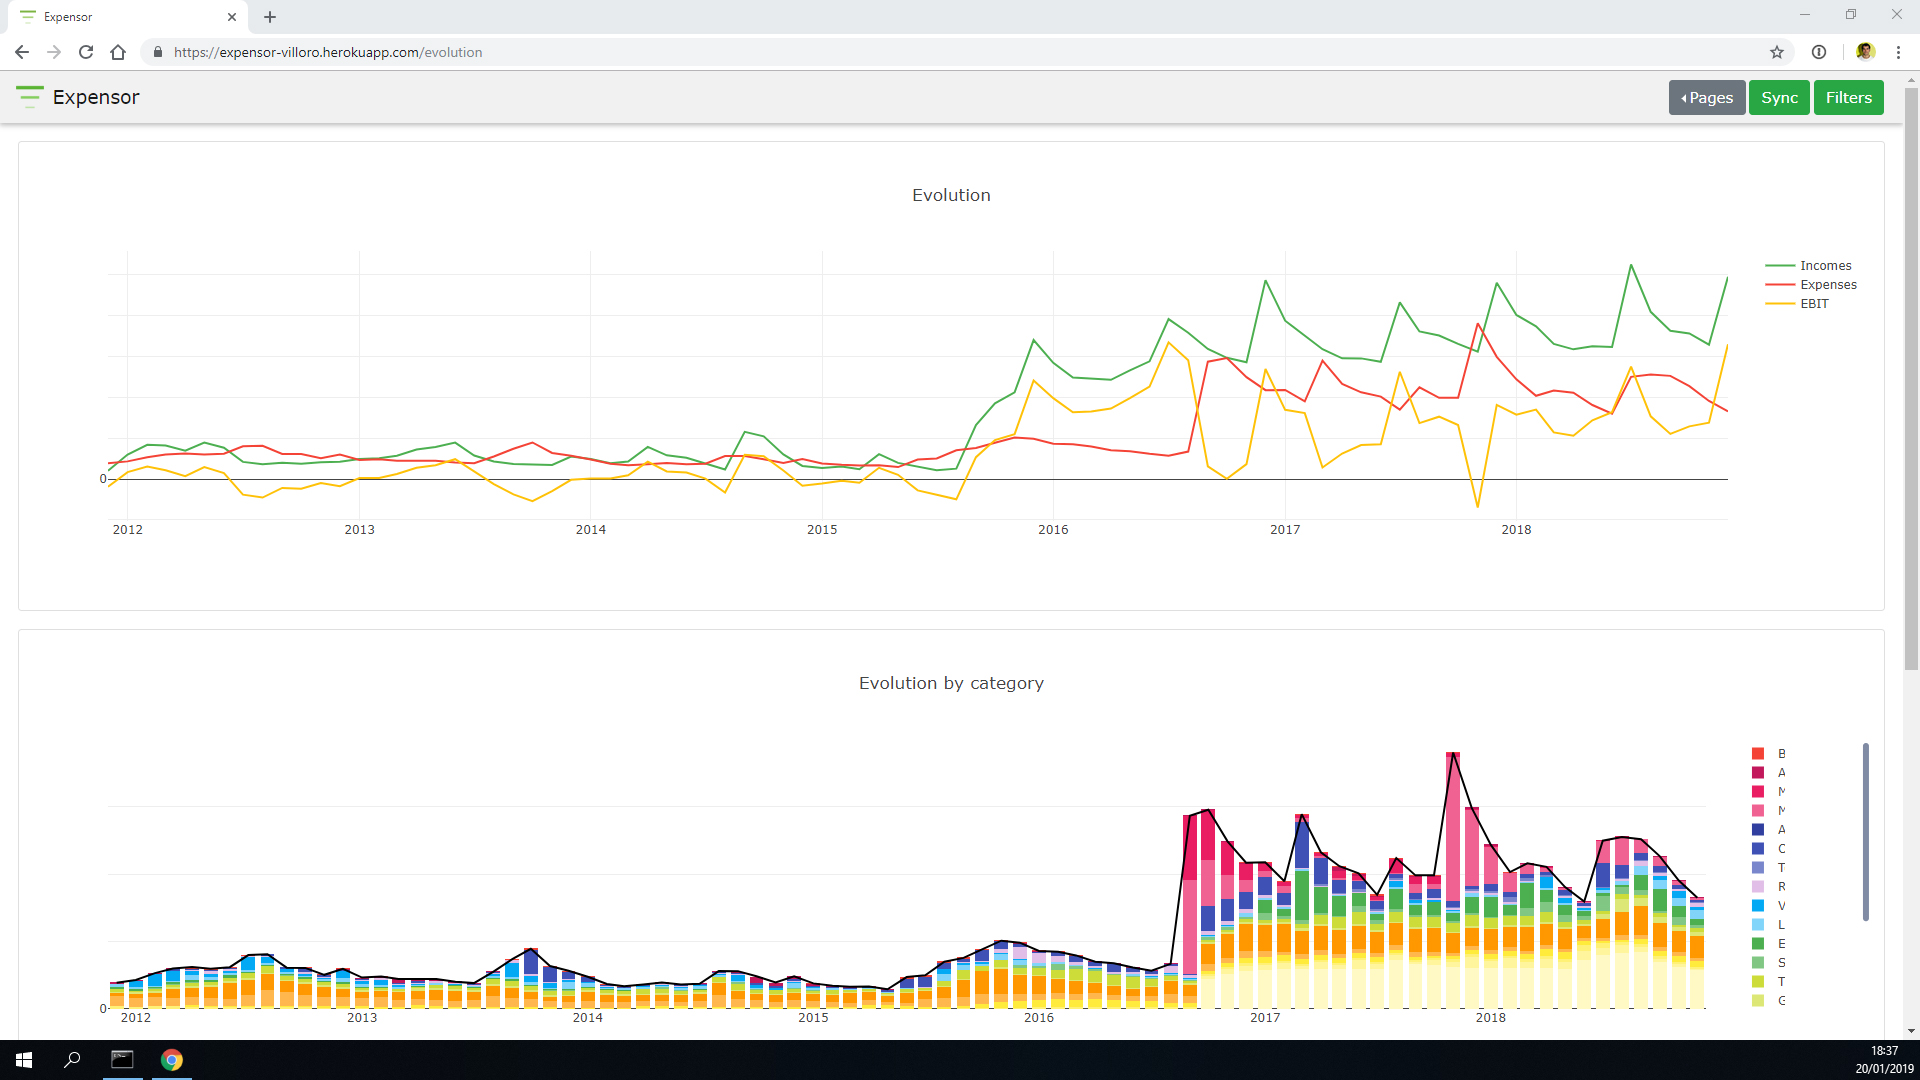 Expensor
https://expensor-villoro.herokuapp.com/evolution
Expensor
Pages
Sync
Filters
Evolution
Incomes
Expenses
EBIT
0
2012 2013 2014 2015 2016 2017 2018
Evolution by category
B
A
M
M
A
C
T
R
V
L
E
S
T
G
0
2012 2013 2014 2015 2016 2017 2018
18:37
20/01/2019